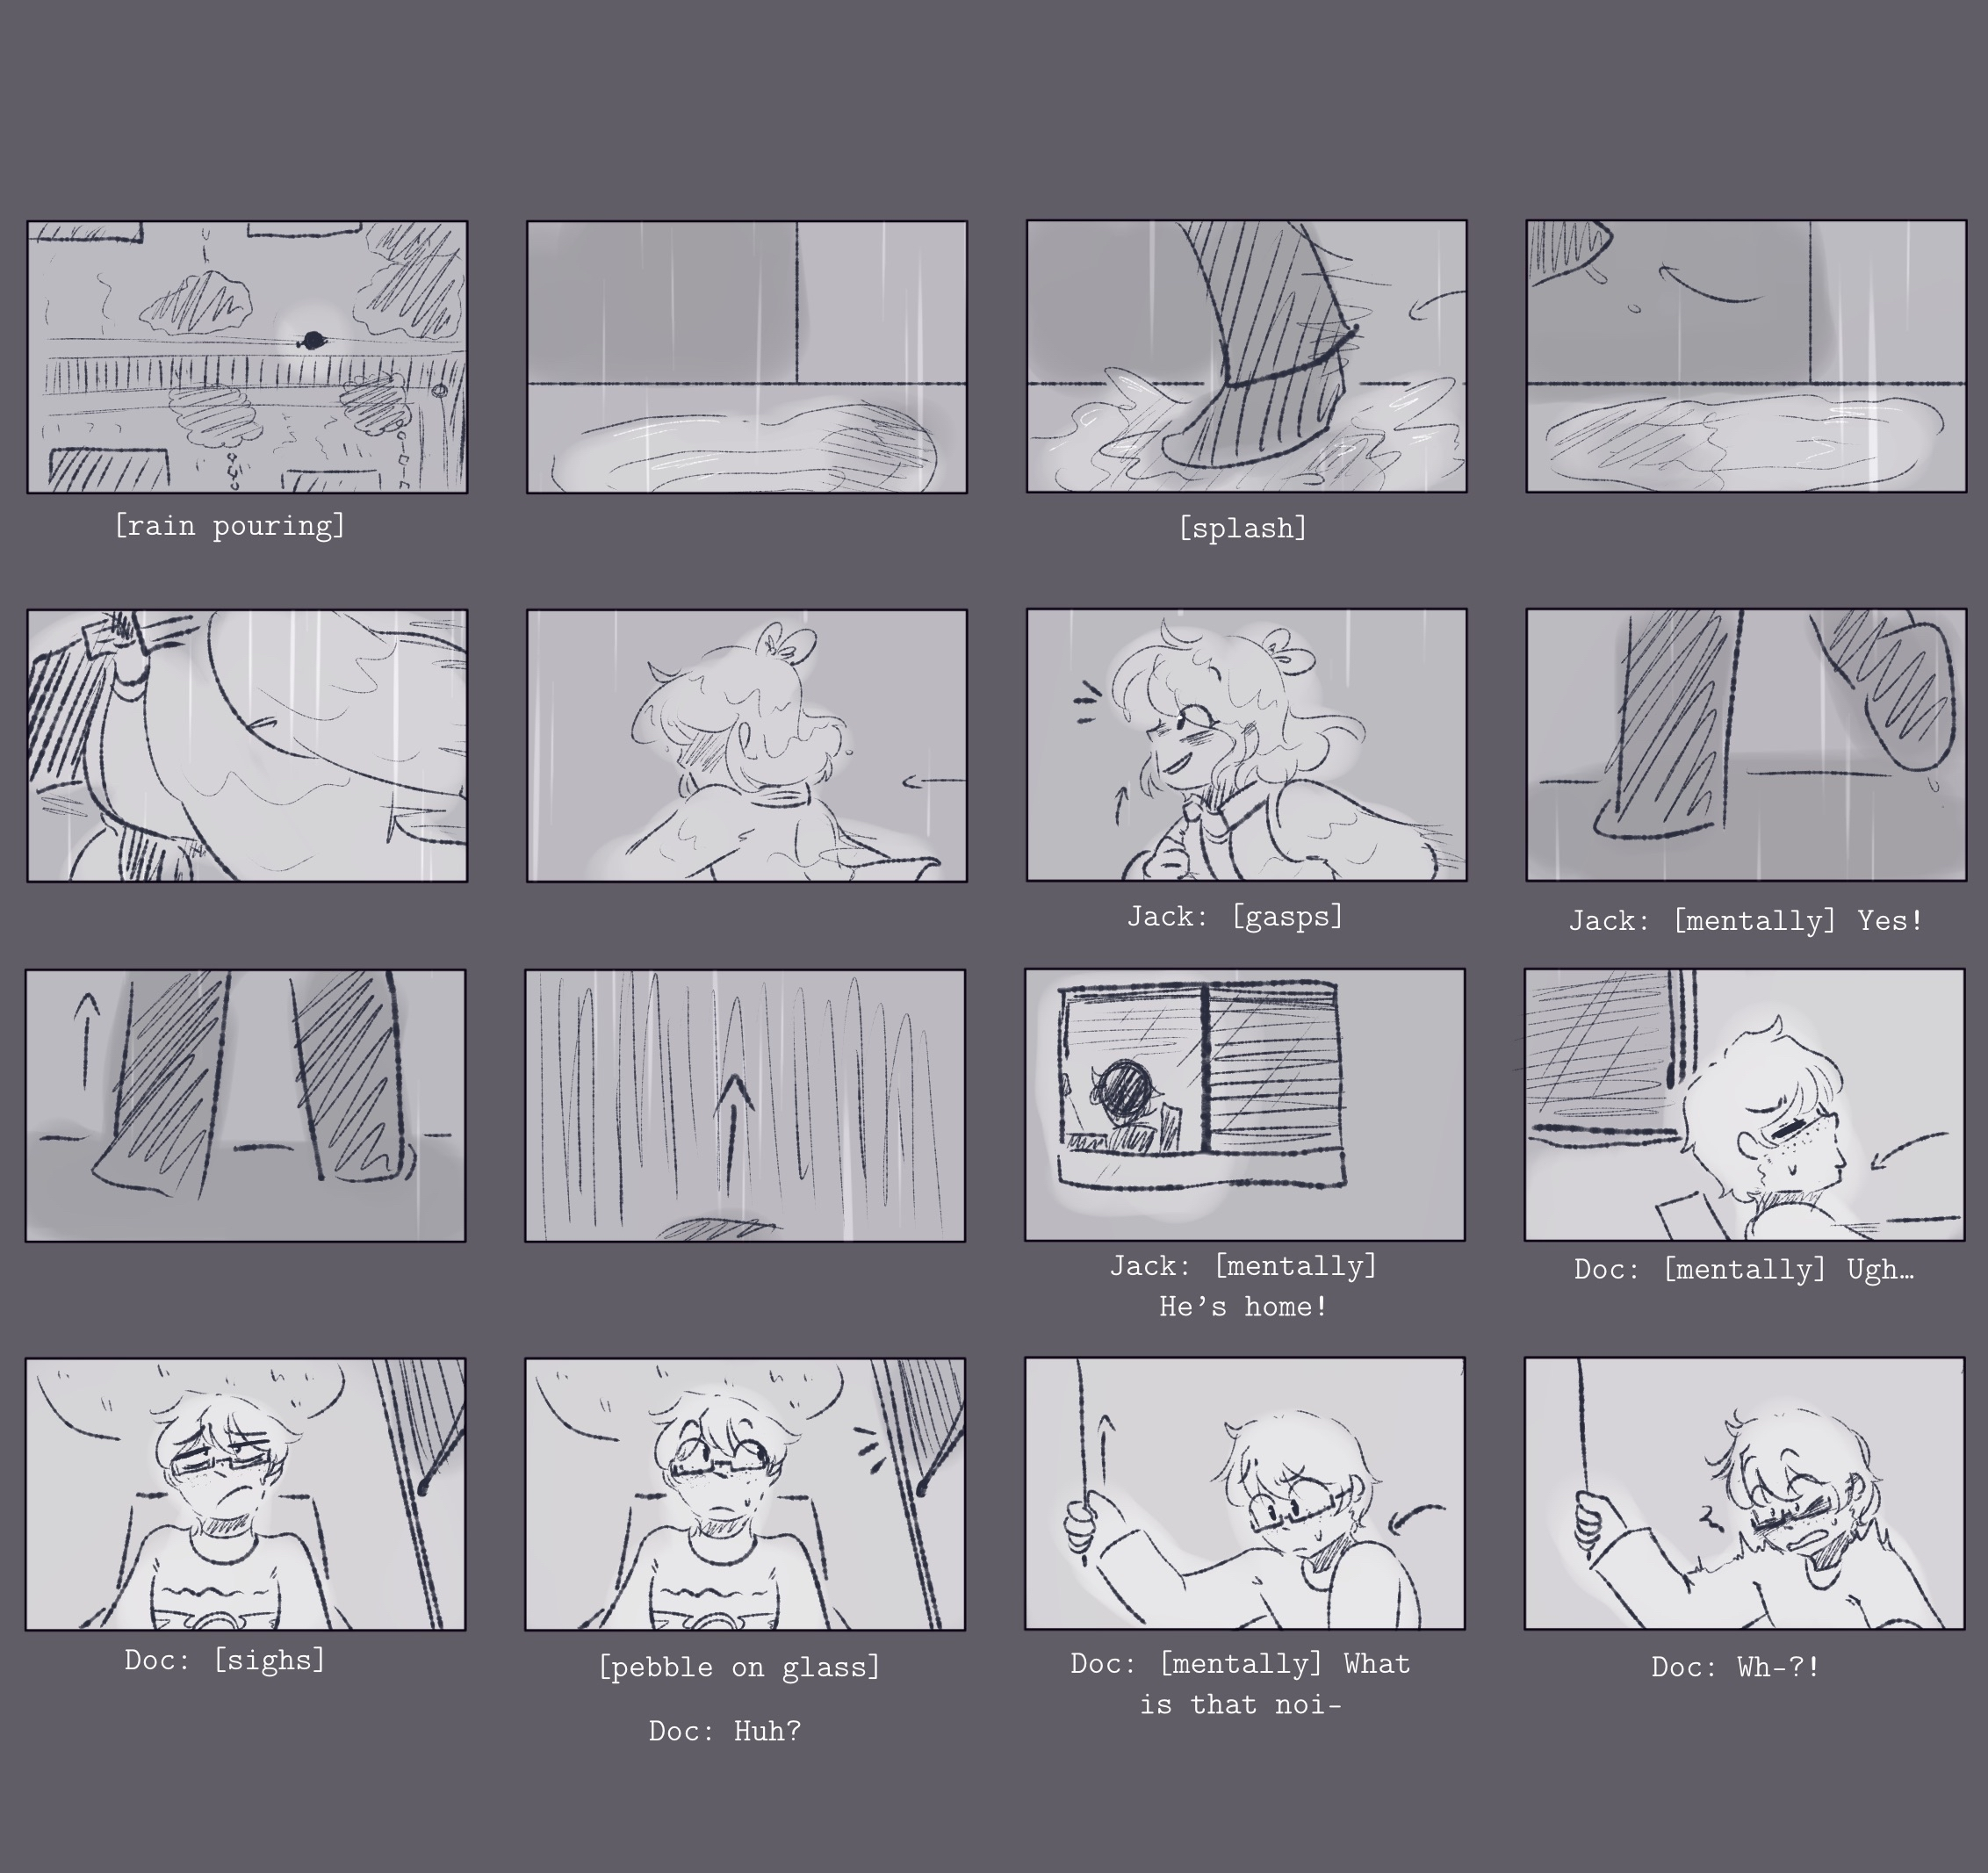 [rain pouring]
[splash]
Jack: [gasps]
Jack: [mentally] Yes!
Jack: [mentally]
He’s home!
Doc: [mentally] Ugh…
Doc: [sighs]
[pebble on glass]
Doc: Huh?
Doc: [mentally] What
is that noi-
Doc: Wh-?!